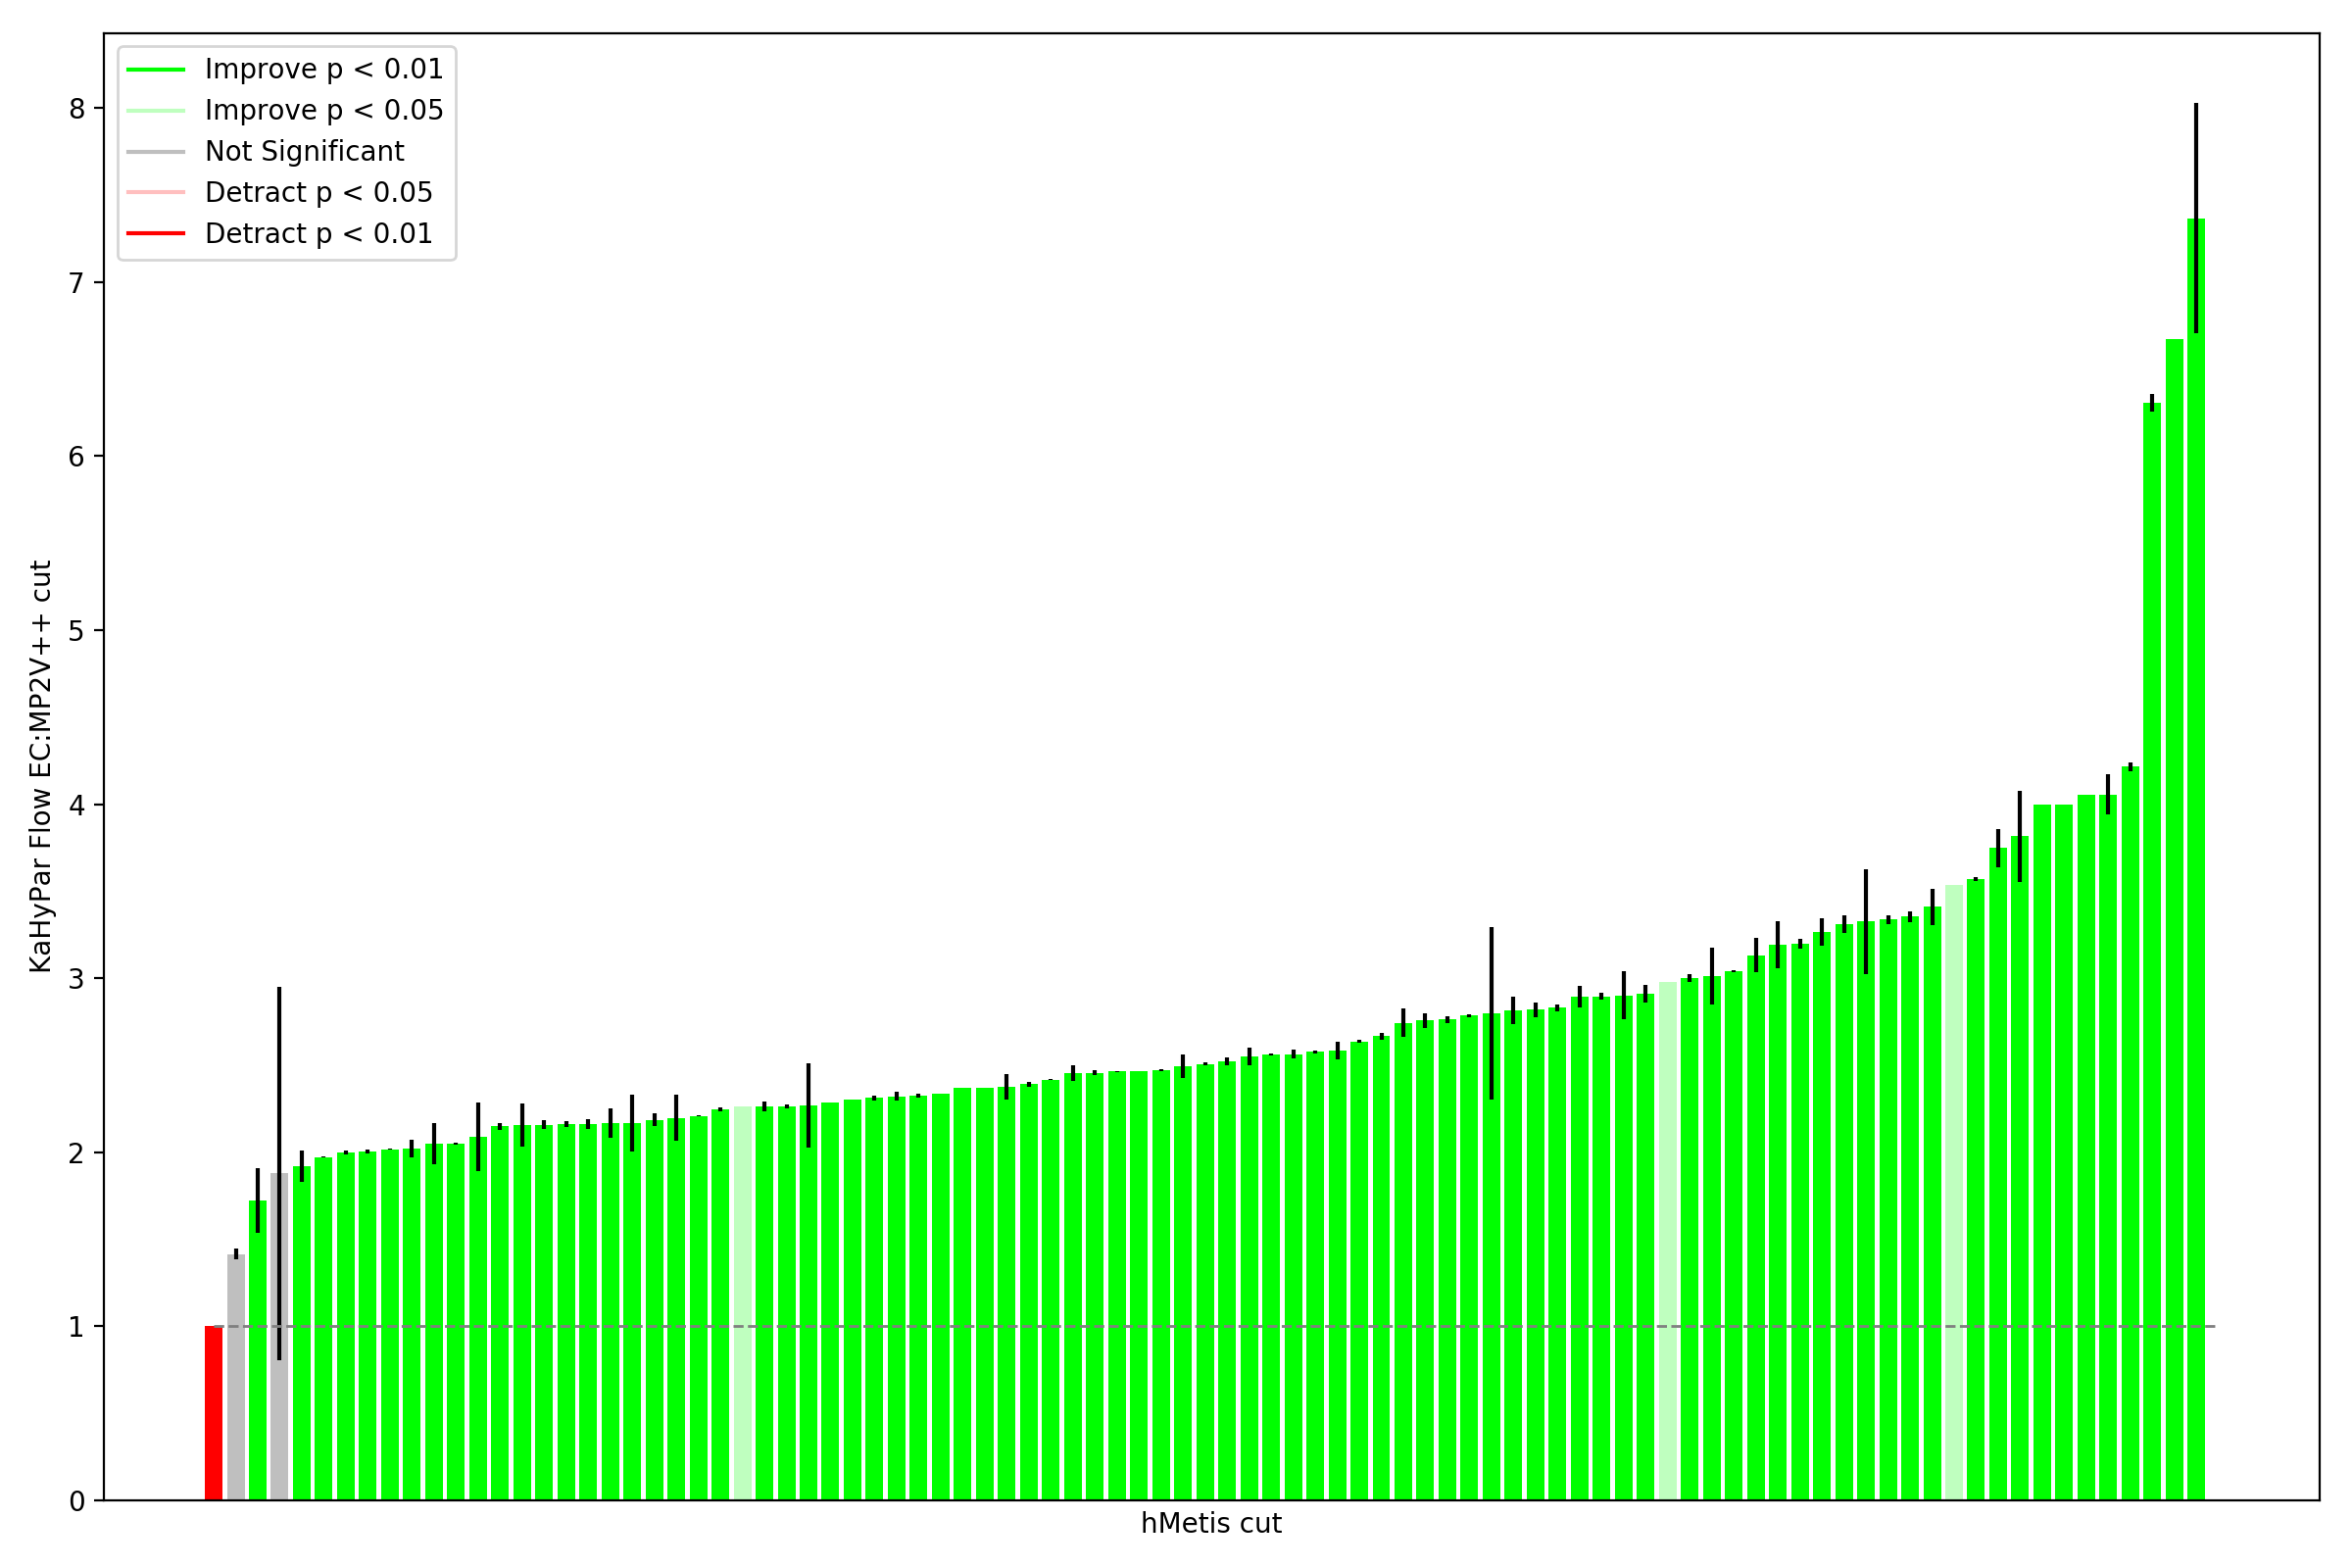 Improve p < 0.01
Improve p < 0.05
Not Significant
Detract p < 0.05
Detract p < 0.01
8
7
6
5
4
3
2
1
0
KaHyPar Flow EC:MP2V++ cut
hMetis cut